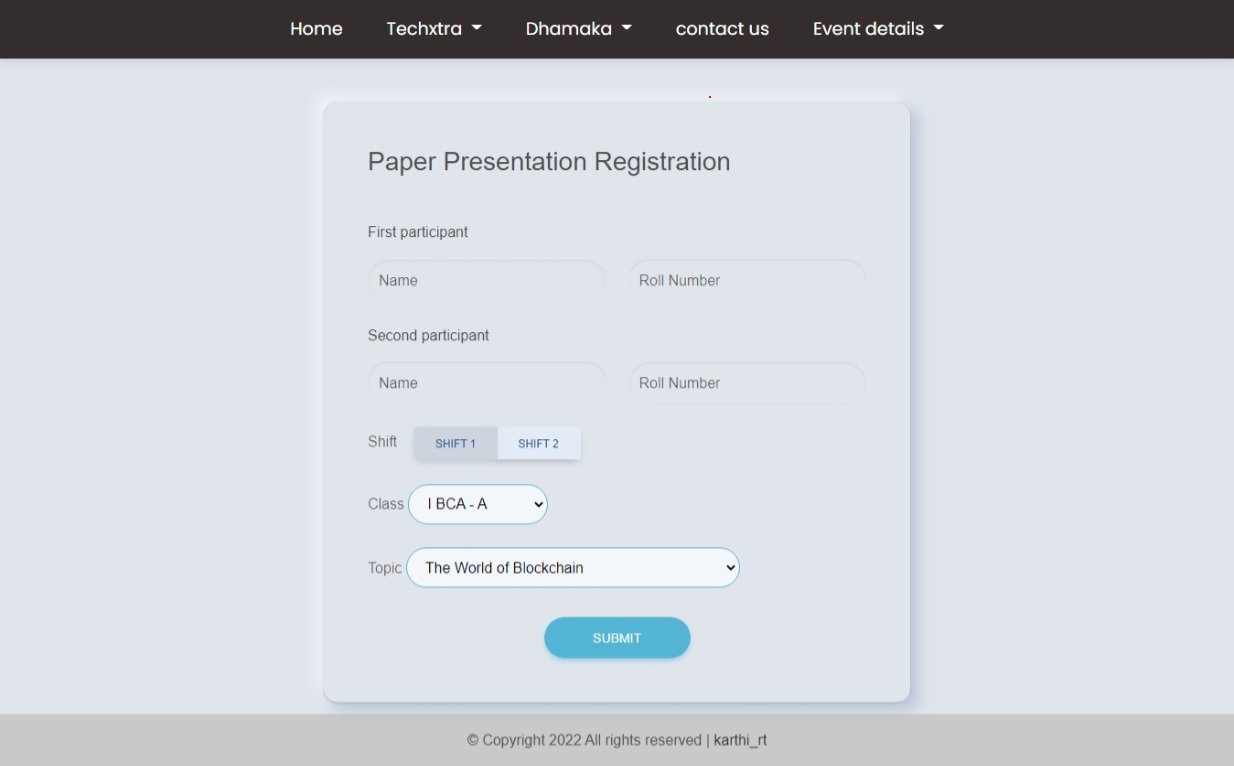 Home Techxtra Dhamaka contact us Event details
Paper Presentation Registration
First participant
Name Roll Number
Second participant
Name Roll Number
Shift SHIFT 1 SHIFT 2
Class I BCA - A
Topic The World of Blockchain
SUBMIT
© Copyright 2022 All rights reserved | karthi_rt